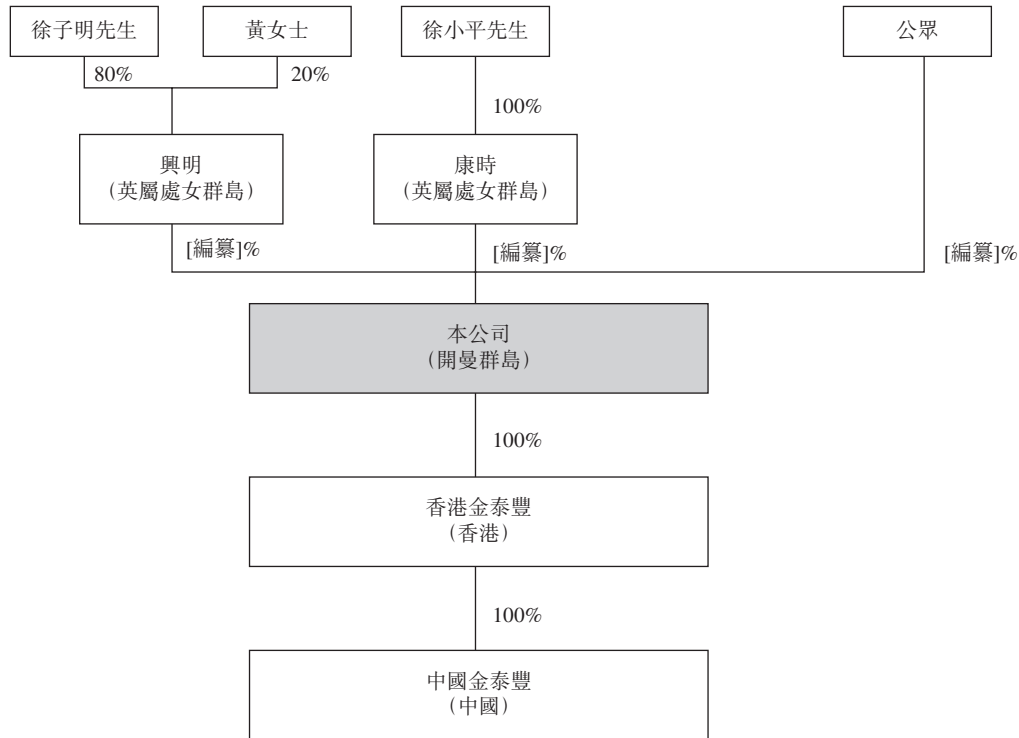 徐子明先生
黃女士
徐小平先生
公眾
80%
20%
100%
興明
(英屬處女群島)
康時
(英屬處女群島)
[編纂]%
[編纂]%
[編纂]%
本公司
(開曼群島)
100%
香港金泰豐
(香港)
100%
中國金泰豐
(中國)